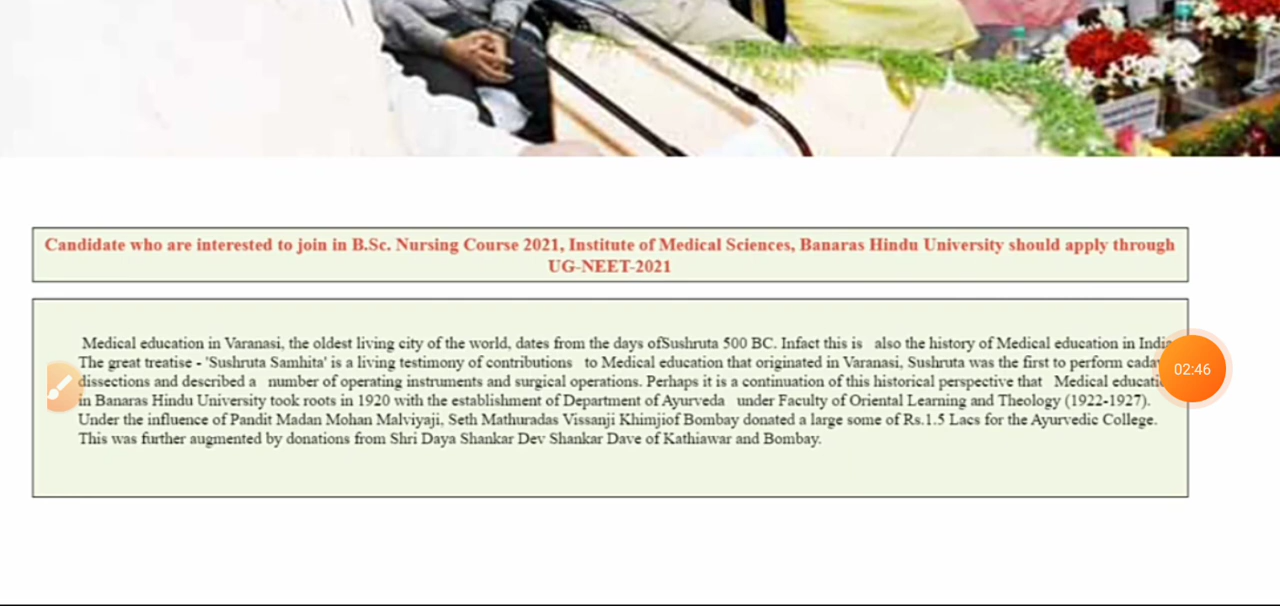 Candidate who are interested to join in B.Sc. Nursing Course 2021, Institute of Medical Sciences, Banaras Hindu University should apply through
UG-NEET-2021
Medical education in Varanasi, the oldest living city of the world, dates from the days ofSushruta 500 BC. Infact this is also the history of Medical education in India
The great treatise - 'Sushruta Samhita' is a living testimony of contributions to Medical education that originated in Varanasi, Sushruta was the first to perform
dissections and described a number of operating instruments and surgical operations. Perhaps it is a continuation of this historical perspective that Medical
in Banaras Hindu University took roots in 1920 with the establishment of Department of Ayurveda under Faculty of Oriental Learning and Theology (1922-1927).
Under the influence of Pandit Madan Mohan Malviyaji, Seth Mathuradas Vissanji Khimjiof Bombay donated a large some of Rs.1.5 Lacs for the Ayurvedic College.
This was further augmented by donations from Shri Daya Shankar Dev Shankar Dave of Kathiawar and Bombay.
02:46